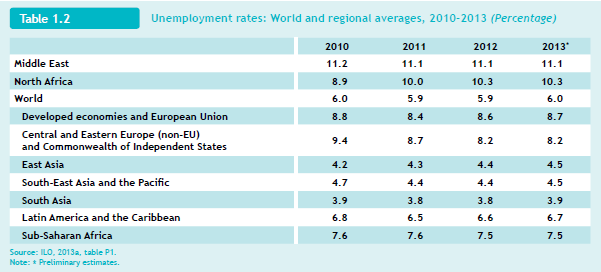 Table 1.2 Unemployment rates: World and regional averages, 2010-2013 (Percentage)
2010 2011 2012 2013*
Middle East 11.2 11.1 11.1 11.1
North Africa 8.9 10.0 10.3 10.3
World 6.0 5.9 5.9 6.0
Developed economies and European Union 8.8 8.4 8.6 8.7
Central and Eastern Europe (non-EU)
and Commonwealth of Independent States 9.4 8.7 8.2 8.2
East Asia 4.2 4.3 4.4 4.5
South-East Asia and the Pacific 4.7 4.4 4.4 4.5
South Asia 3.9 3.8 3.8 3.9
Latin America and the Caribbean 6.8 6.5 6.6 6.7
Sub-Saharan Africa 7.6 7.6 7.5 7.5
Source: ILO, 2013a, table P1.
Note: * Preliminary estimates.